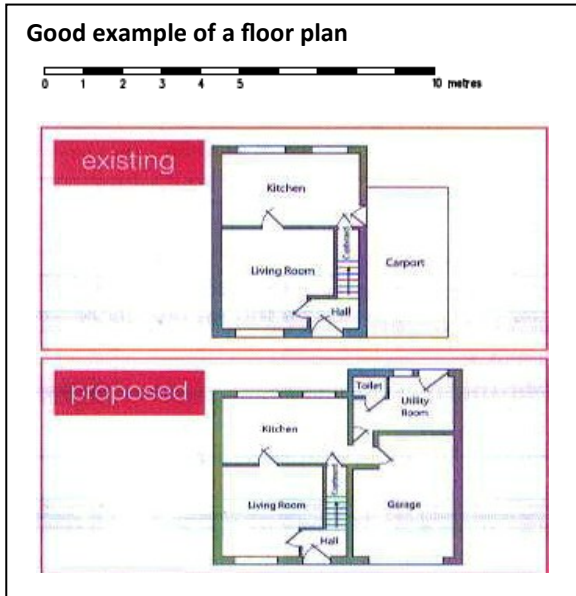 Good example of a floor plan
0 1 2 3 4 5 10 metres
existing
Kitchen
Cupboard
Living Room
Carport
Hall
proposed
Toilet
Utility
Room
Kitchen
Cupboard
Living Room
Garage
Hall